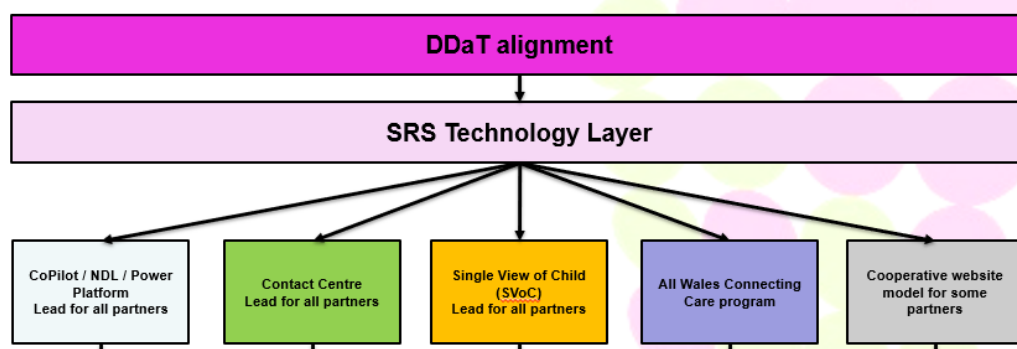 DDaT alignment
SRS Technology Layer
CoPilot / NDL / Power
Platform
Lead for all partners
Contact Centre
Lead for all partners
Single View of Child
(SVoC)
Lead for all partners
All Wales Connecting
Care program
Cooperative website
model for some
partners